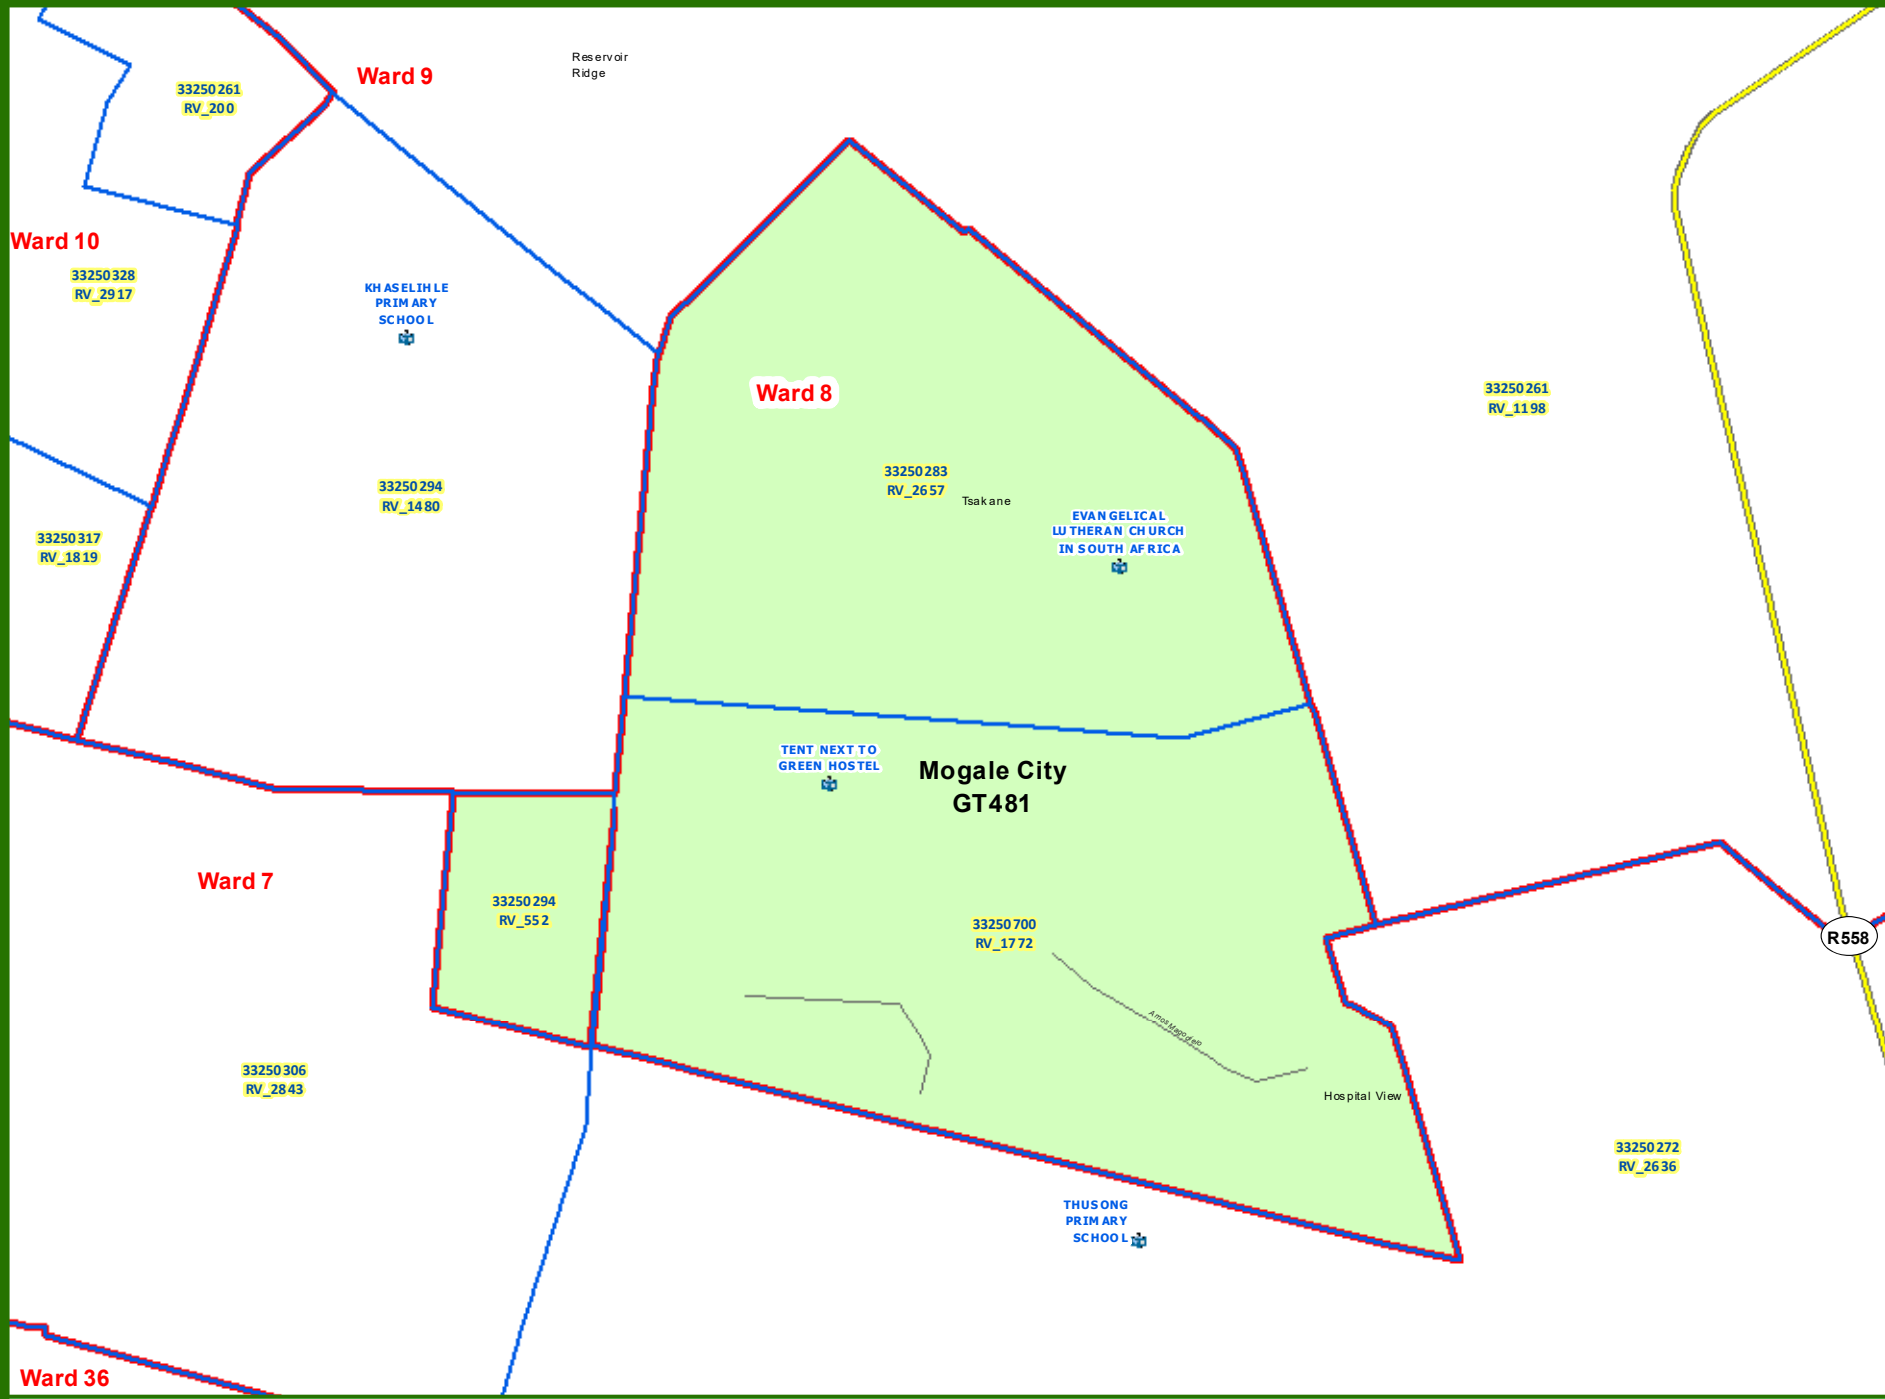 Reservoir
Ridge
Ward 9
33250261
RV_200
Ward 10
33250328
RV_2917
KHASELIHLE
PRIMARY
SCHOOL
Ward 8
33250261
RV_1198
33250283
RV_2657
Tsakane
33250294
RV_1480
EVANGELICAL
LUTHERAN CHURCH
IN SOUTH AFRICA
33250317
RV_1819
TENT NEXT TO
GREEN HOSTEL
Mogale City
GT481
Ward 7
33250294
RV_552
33250700
RV_1772
R558
33250306
RV_2843
Hospital View
33250272
RV_2636
THUSONG
PRIMARY
SCHOOL
Ward 36